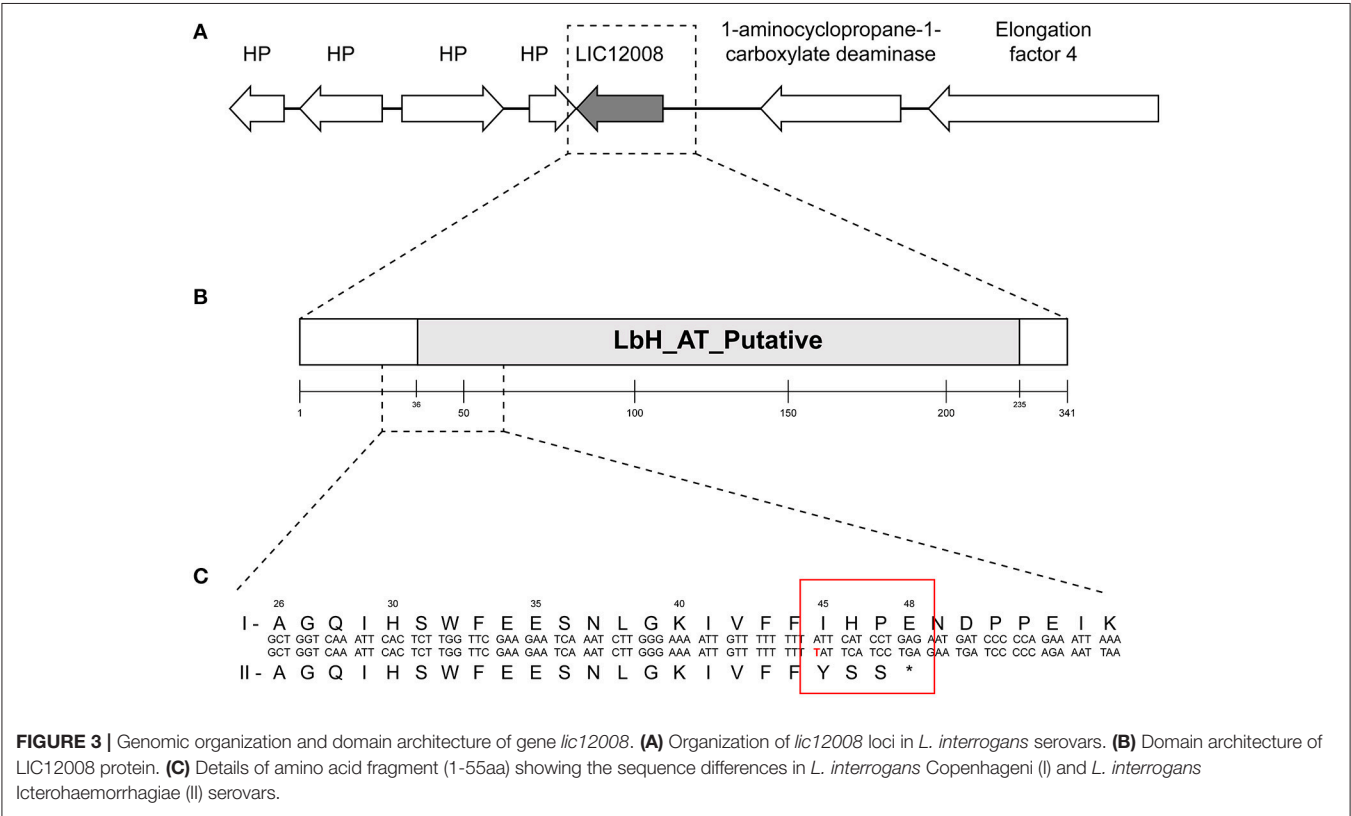 A
HP HP HP HP LIC12008 1-aminocyclopropane-1-
carboxylate deaminase Elongation
factor 4
B
LbH_AT_Putative
1 36 50 100 150 200 235 341
C
26 30 35 40 45 48
I - A G Q I H S W F E E S N L G K I V F F I H P E N D P P E I K
GCT GGT CAA ATT CAC TCT TGG TTC GAA GAA TCA AAT CTT GGG AAA ATT GTT TTT TTT ATT CAT CCT GAG AAT GAT CCC CCA GAA ATT AAA
GCT GGT CAA ATT CAC TCT TGG TTC GAA GAA TCA AAT CTT GGG AAA ATT GTT TTT TTT TAT TCA TCC TGA GAA TGA TCC CCC AGA AAT TAA
II - A G Q I H S W F E E S N L G K I V F F Y S S *
FIGURE 3 | Genomic organization and domain architecture of gene lic12008. (A) Organization of lic12008 loci in L. interrogans serovars. (B) Domain architecture of
LIC12008 protein. (C) Details of amino acid fragment (1-55aa) showing the sequence differences in L. interrogans Copenhageni (I) and L. interrogans
Icterohaemorrhagiae (II) serovars.